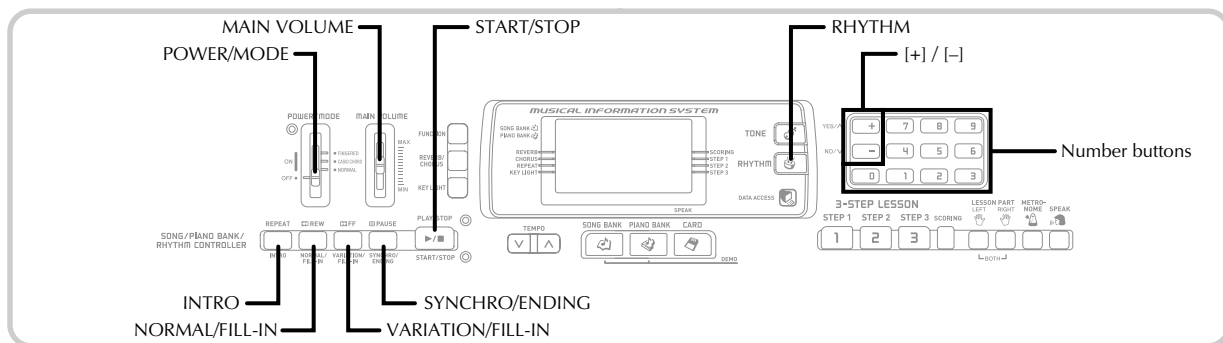 MAIN VOLUME
START/STOP
RHYTHM
POWER/MODE
[+] / [–]
MUSICAL INFORMATION SYSTEM
POWER/MODE
MAIN VOLUME
SONG BANK
PIANO BANK
TONE
YES/∧
+ 7 8 9
FUNCTION
MAX
ON
• FINGERED
• CASIO CHORD
• NORMAL
OFF •
REVERB/
CHORUS
REVERB
CHORUS
REPEAT
KEY LIGHT
SCORING
STEP 1
STEP 2
STEP 3
RHYTHM
NO/∨
– 4 5 6
Number buttons
KEY LIGHT
MIN
0 1 2 3
DATA ACCESS
SPEAK
3-STEP LESSON
STEP 1 STEP 2 STEP 3 SCORING
LESSON PART
LEFT RIGHT
METRO-
NOME
SPEAK
SONG/PIANO BANK/
RHYTHM CONTROLLER
REPEAT REW FF PAUSE
PLAY/STOP
▶/■
START/STOP
INTRO
NORMAL/
FILL-IN
VARIATION/
FILL-IN
SYNCHRO/
ENDING
TEMPO
∨ ∧
SONG BANK PIANO BANK CARD
DEMO
1 2 3
BOTH
INTRO
SYNCHRO/ENDING
NORMAL/FILL-IN
VARIATION/FILL-IN